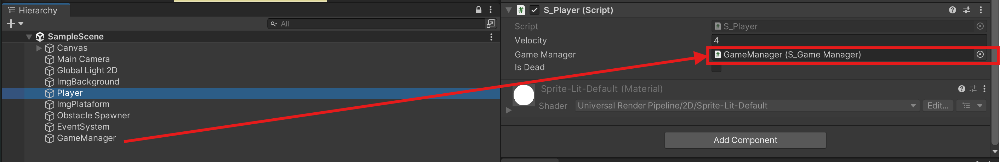 Hierarchy
All
SampleScene
Canvas
Main Camera
Global Light 2D
ImgBackground
Player
ImgPlataform
Obstacle Spawner
EventSystem
GameManager
# S_Player (Script)
Script # S_Player
Velocity 4
Game Manager # GameManager (S_Game Manager)
Is Dead
Sprite-Lit-Default (Material)
Shader Universal Render Pipeline/2D/Sprite-Lit-Default Edit...
Add Component